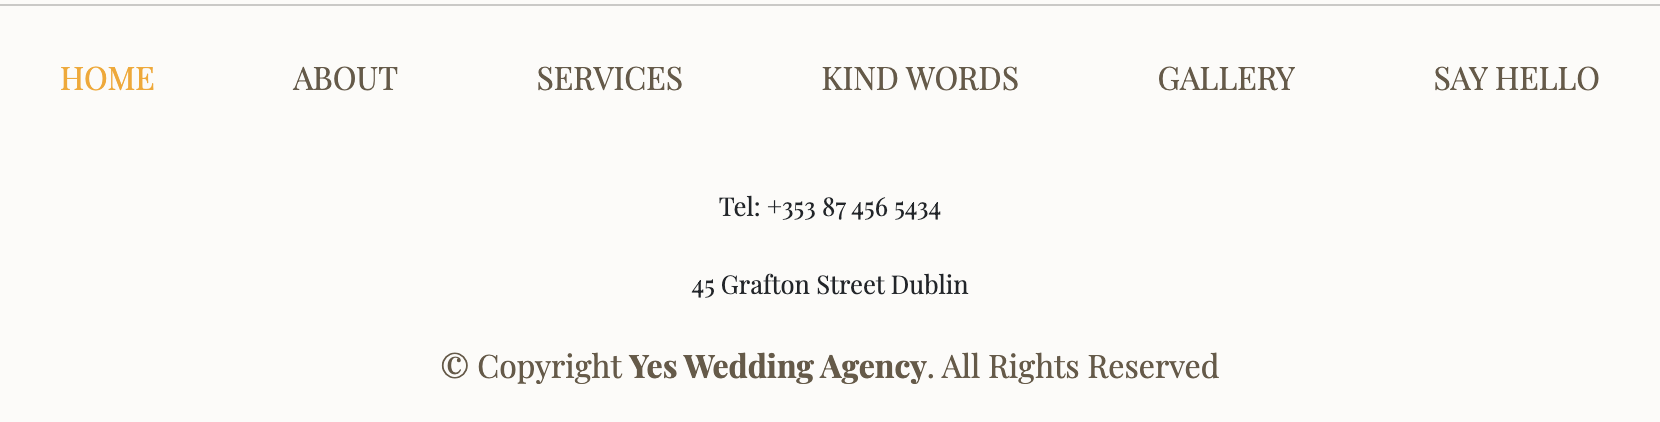 HOME ABOUT SERVICES KIND WORDS GALLERY SAY HELLO
Tel: +353 87 456 5434
45 Grafton Street Dublin
© Copyright Yes Wedding Agency. All Rights Reserved